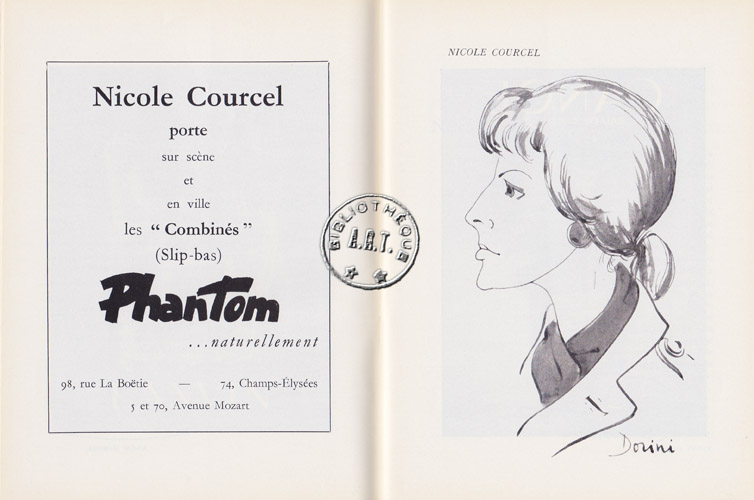 Nicole Courcel
porte
sur scène
et
en ville
les “ Combinés ”
(Slip-bas)
Phantom
...naturellement
98, rue La Boëtie — 74, Champs-Élysées
5 et 70, Avenue Mozart
BIBLIOTHÈQUE
A.R.T.
NICOLE COURCEL
Dorini